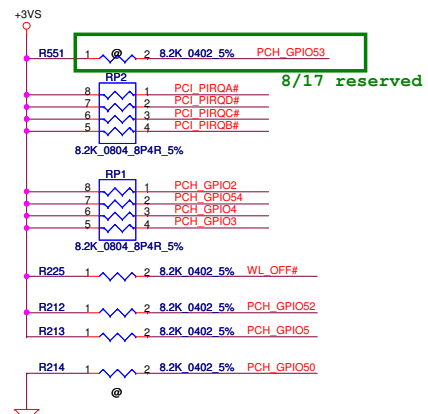 +3VS
R551 1 @ 2 8.2K_0402_5% PCH_GPIO53
8/17 reserved
RP2
8 1 PCI_PIRQA#
7 2 PCI_PIRQD#
6 3 PCI_PIRQC#
5 4 PCI_PIRQB#
8.2K_0804_8P4R_5%
RP1
8 1 PCH_GPIO2
7 2 PCH_GPIO54
6 3 PCH_GPIO4
5 4 PCH_GPIO3
8.2K_0804_8P4R_5%
R225 1 2 8.2K_0402_5% WL_OFF#
R212 1 2 8.2K_0402_5% PCH_GPIO52
R213 1 2 8.2K_0402_5% PCH_GPIO5
R214 1 2 8.2K_0402_5% PCH_GPIO50
@